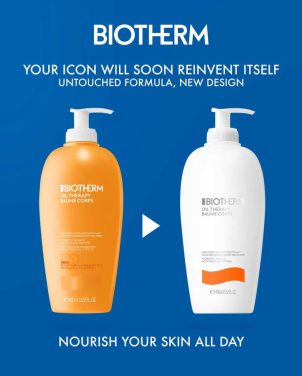 BIOTHERM
YOUR ICON WILL SOON REINVENT ITSELF
UNTOUCHED FORMULA, NEW DESIGN
BIOTHERM
OIL THERAPY
BAUME CORPS
BIOTHERM
OIL THERAPY
BAUME CORPS
NOURISH YOUR SKIN ALL DAY